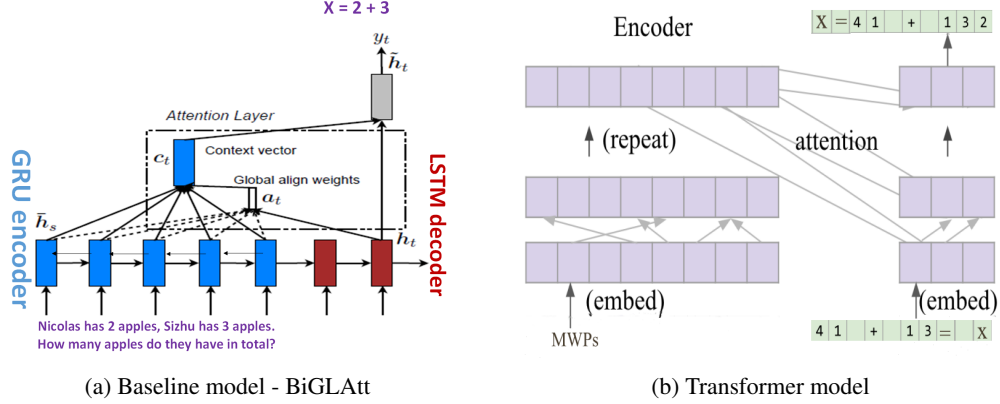 X = 2 + 3
y_t
h̃_t
Attention Layer
c_t
Context vector
Global align weights
a_t
h̄_s
h_t
GRU encoder
LSTM decoder
Nicolas has 2 apples, Sizhu has 3 apples.
How many apples do they have in total?
(a) Baseline model - BiGLAtt
X = 4 1 + 1 3 2
Encoder
(repeat)
attention
(embed)
(embed)
MWPs
4 1 + 1 3 = X
(b) Transformer model